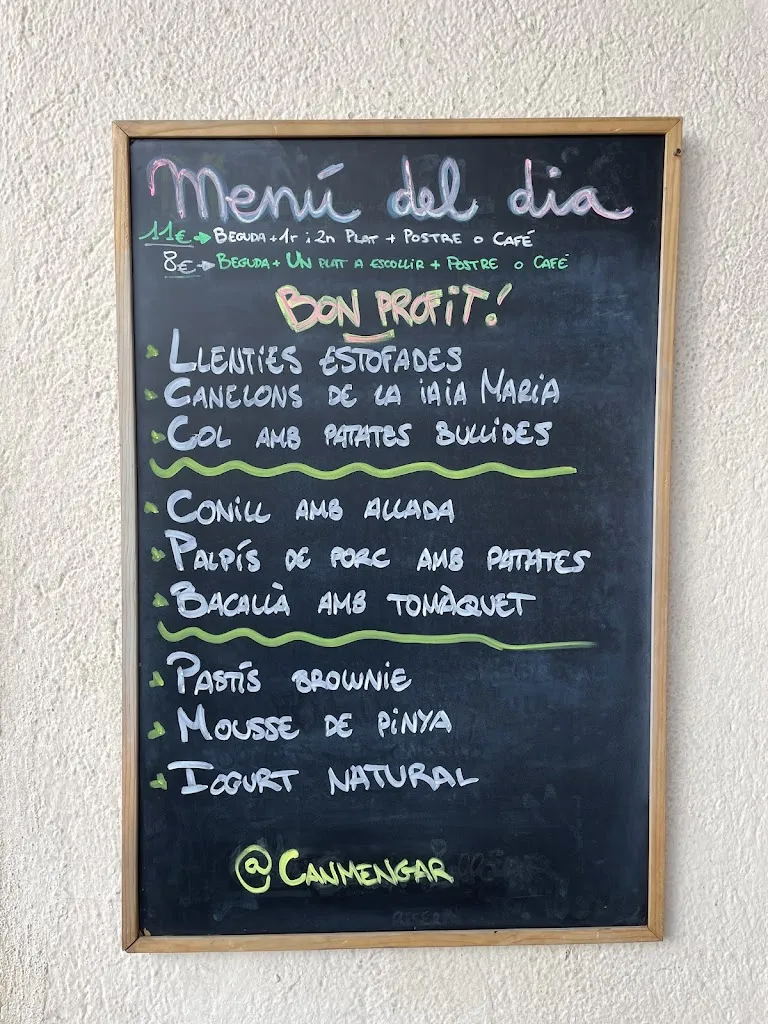 Menú del dia
11€ → BEGUDA + 1r i 2n PLAT + POSTRE O CAFÉ
8€ → BEGUDA + UN PLAT A ESCOLLIR + POSTRE O CAFÉ
BON PROFIT!
LLENTIES ESTOFADES
CANELONS DE LA IAIA MARIA
COL AMB PATATES BULLIDES
CONILL AMB ALLADA
PALPÍS DE PORC AMB PATATES
BACALLÀ AMB TOMÀQUET
PASTÍS BROWNIE
MOUSSE DE PINYA
IOGURT NATURAL
@CANMENGAR